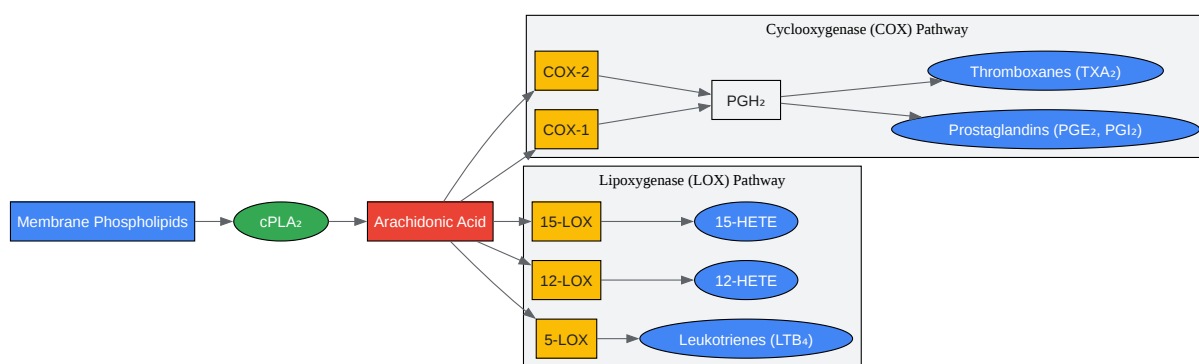 Cyclooxygenase (COX) Pathway
COX-2
Thromboxanes (TXA₂)
PGH₂
COX-1
Prostaglandins (PGE₂, PGI₂)
Lipoxygenase (LOX) Pathway
Membrane Phospholipids
cPLA₂
Arachidonic Acid
15-LOX
15-HETE
12-LOX
12-HETE
5-LOX
Leukotrienes (LTB₄)